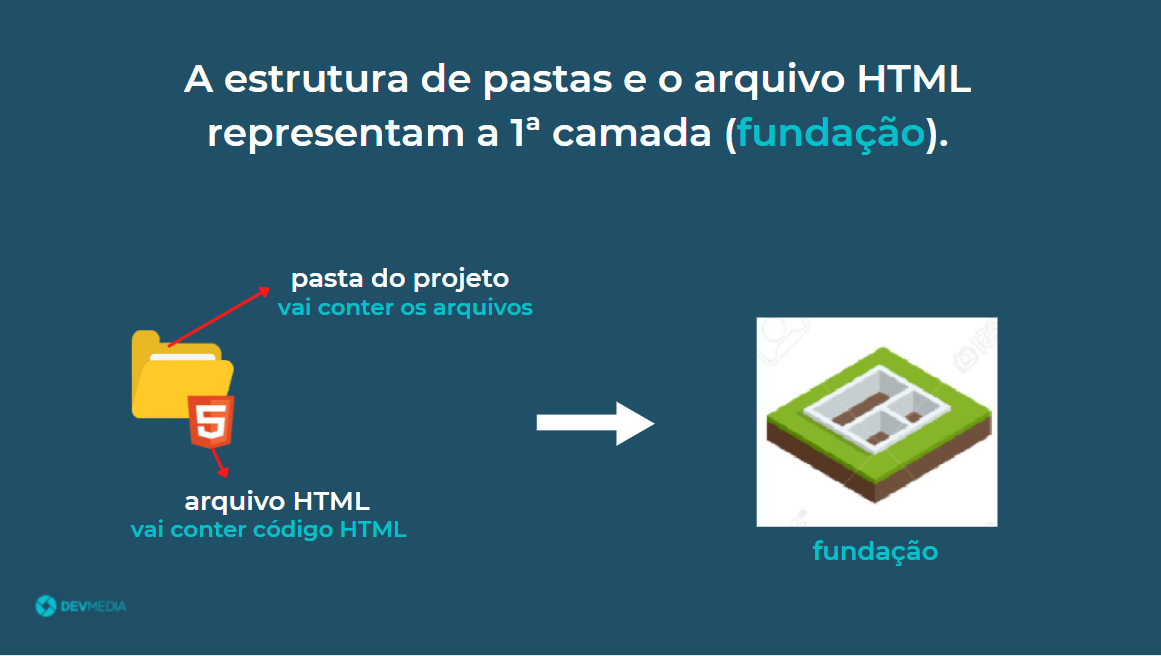 A estrutura de pastas e o arquivo HTML
representam a 1ª camada (fundação).
pasta do projeto
vai conter os arquivos
5
arquivo HTML
vai conter código HTML
fundação
DEVMEDIA